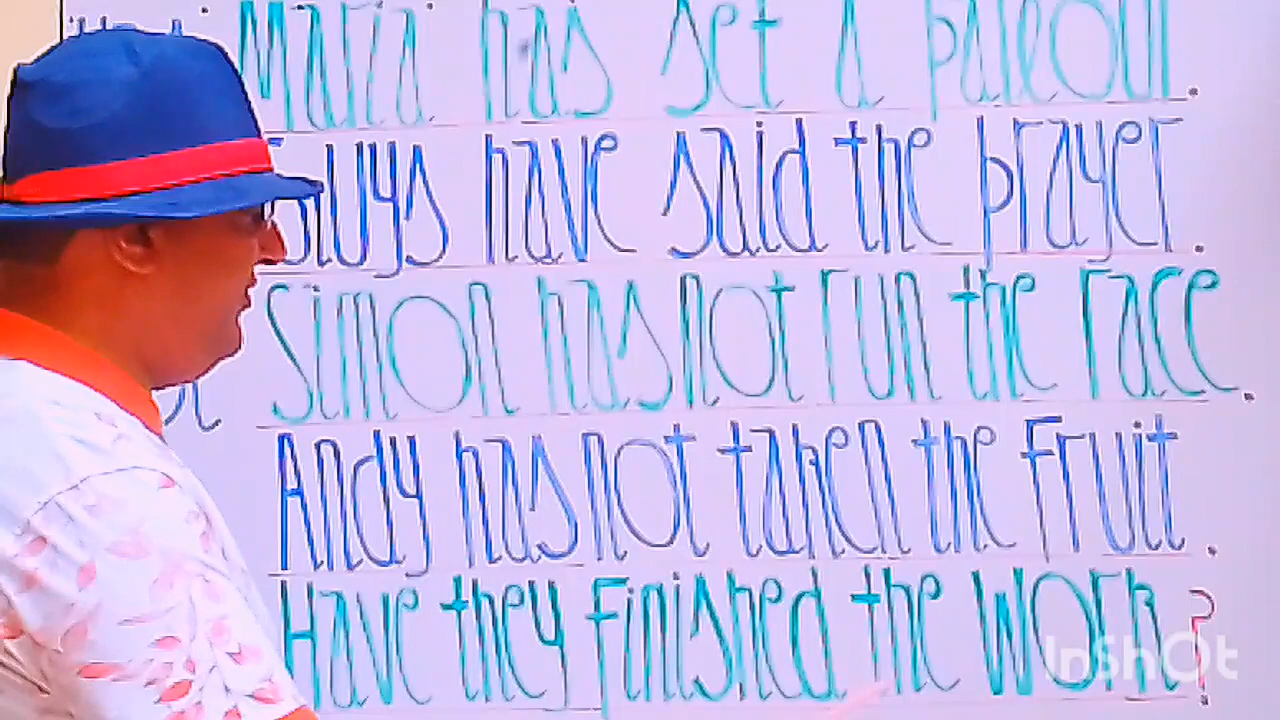 Maria has set a
Guys have said the prayer.
Simon has not run the race.
Andy has not taken the Fruit.
Have they Finished the Work?
InShOt